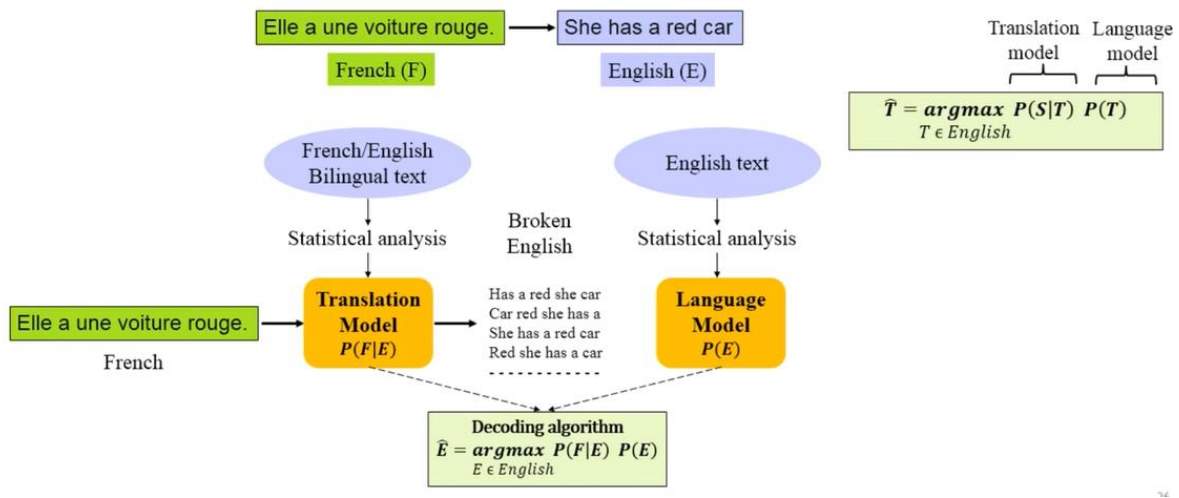 Elle a une voiture rouge.
She has a red car
French (F)
English (E)
Translation model
Language model
T̂ = argmax P(S|T) P(T)
T ϵ English
French/English
Bilingual text
English text
Statistical analysis
Broken
English
Statistical analysis
Elle a une voiture rouge.
French
Translation
Model
P(F|E)
Has a red she car
Car red she has a
She has a red car
Red she has a car
Language
Model
P(E)
Decoding algorithm
Ê = argmax P(F|E) P(E)
E ϵ English
26